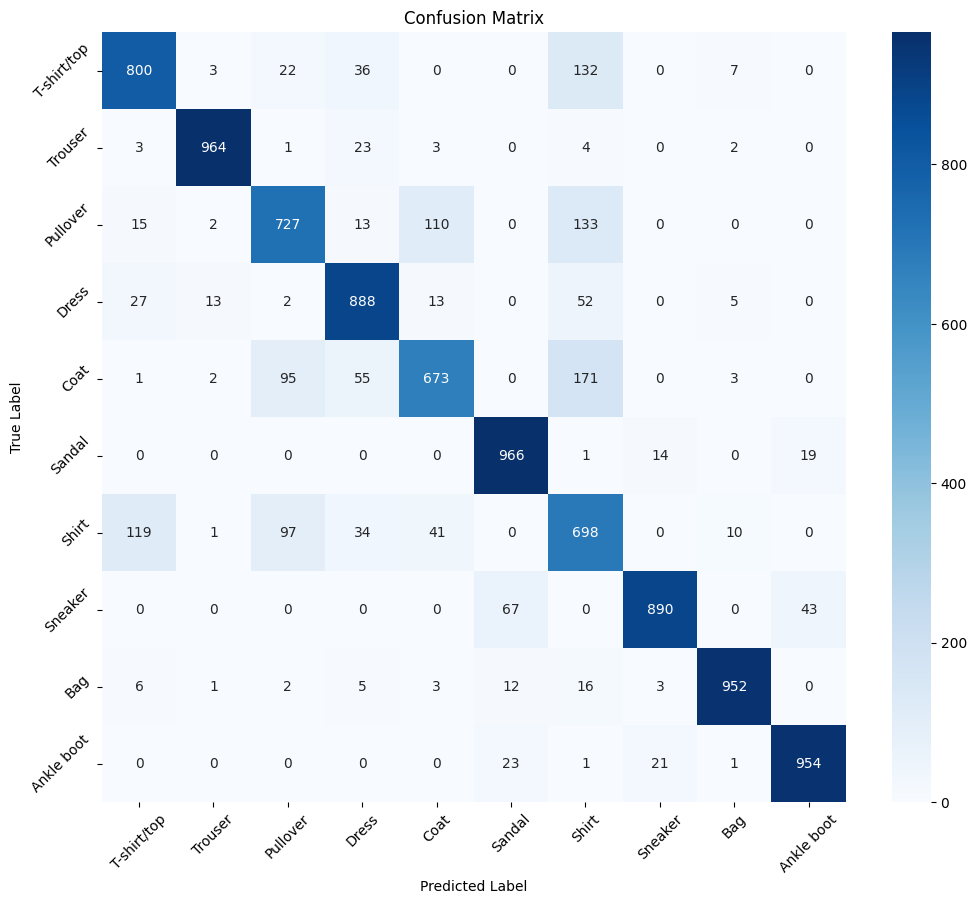 Confusion Matrix
T-shirt/top 800 3 22 36 0 0 132 0 7 0
Trouser 3 964 1 23 3 0 4 0 2 0
Pullover 15 2 727 13 110 0 133 0 0 0
Dress 27 13 2 888 13 0 52 0 5 0
Coat 1 2 95 55 673 0 171 0 3 0
Sandal 0 0 0 0 0 966 1 14 0 19
Shirt 119 1 97 34 41 0 698 0 10 0
Sneaker 0 0 0 0 0 67 0 890 0 43
Bag 6 1 2 5 3 12 16 3 952 0
Ankle boot 0 0 0 0 0 23 1 21 1 954
T-shirt/top Trouser Pullover Dress Coat Sandal Shirt Sneaker Bag Ankle boot
Predicted Label
True Label
800
600
400
200
0